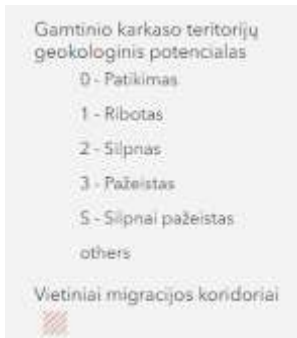 Gamtinio karkaso teritorijų
geokologinis potencialas
0 - Patikimas
1 - Ribotas
2 - Silpnas
3 - Pažeistas
S - Silpnai pažeistas
others
Vietiniai migracijos koridoriai